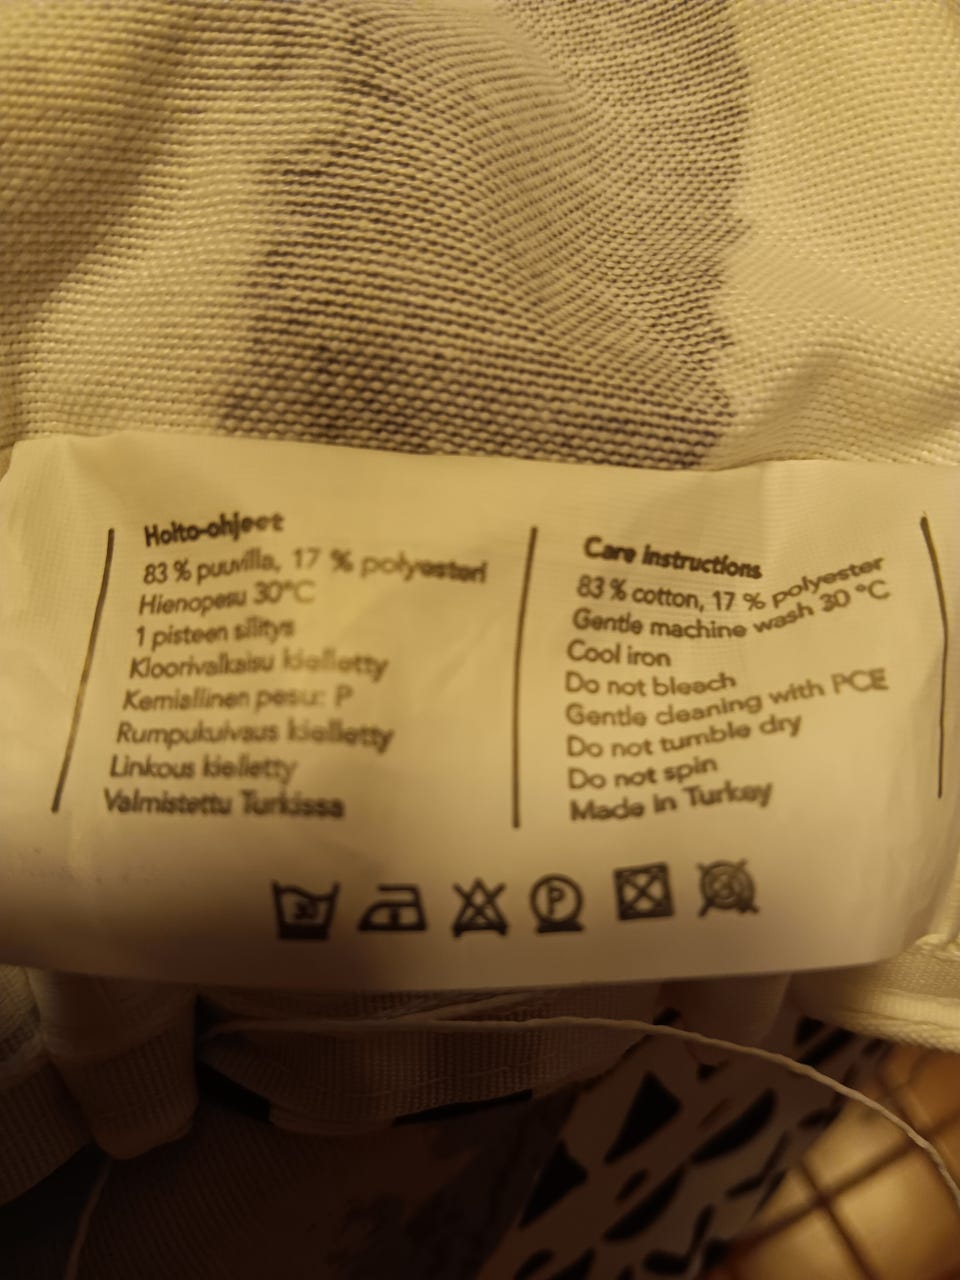 Hoito-ohjeet
83 % puuvilla, 17 % polyesteri
Hienopesu 30°C
1 pisteen silitys
Kloorivalkaisu kielletty
Kemiallinen pesu: P
Rumpukuivaus kielletty
Linkous kielletty
Valmistettu Turkissa
Care instructions
83 % cotton, 17 % polyester
Gentle machine wash 30 °C
Cool iron
Do not bleach
Gentle cleaning with PCE
Do not tumble dry
Do not spin
Made in Turkey
30
P